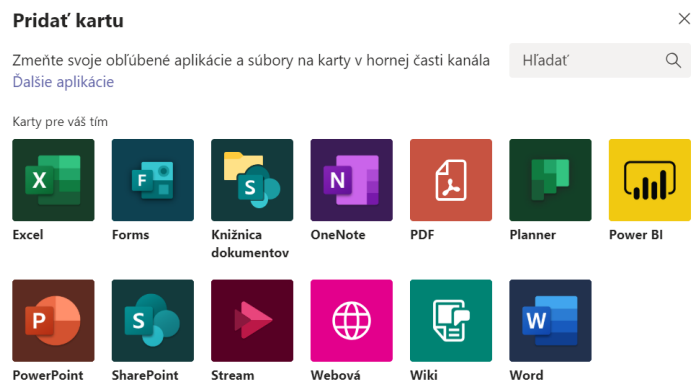 Pridať kartu
Zmeňte svoje obľúbené aplikácie a súbory na karty v hornej časti kanála
Hľadať
Ďalšie aplikácie
Karty pre váš tím
X
F
S
N
Excel
Forms
Knižnica
dokumentov
OneNote
PDF
Planner
Power BI
P
S
W
PowerPoint
SharePoint
Stream
Webová
Wiki
Word